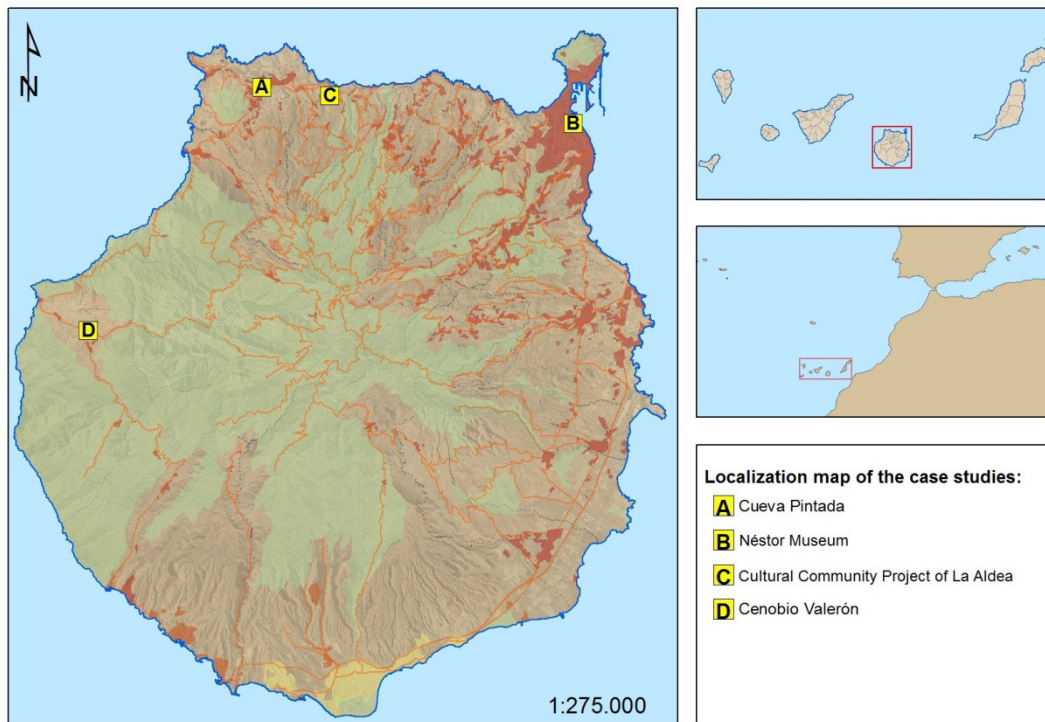 N
A
C
B
D
1:275.000
Localization map of the case studies:
A Cueva Pintada
B Néstor Museum
C Cultural Community Project of La Aldea
D Cenobio Valerón